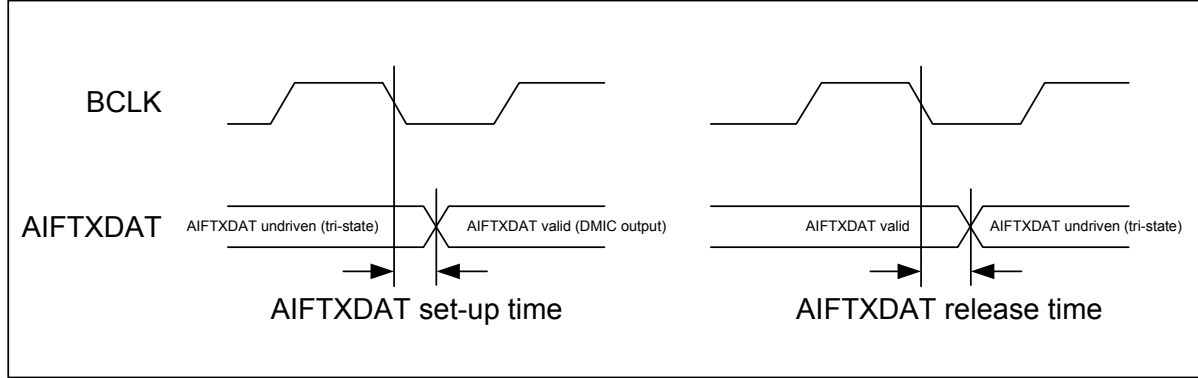 BCLK
AIFTXDAT
AIFTXDAT undriven (tri-state)
AIFTXDAT valid (DMIC output)
AIFTXDAT valid
AIFTXDAT undriven (tri-state)
AIFTXDAT set-up time
AIFTXDAT release time